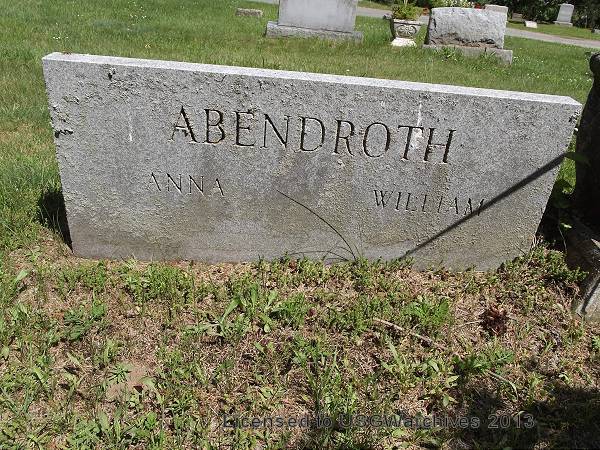 ABENDROTH
ANNA WILLIAM
Licensed to USGWarchives 2013